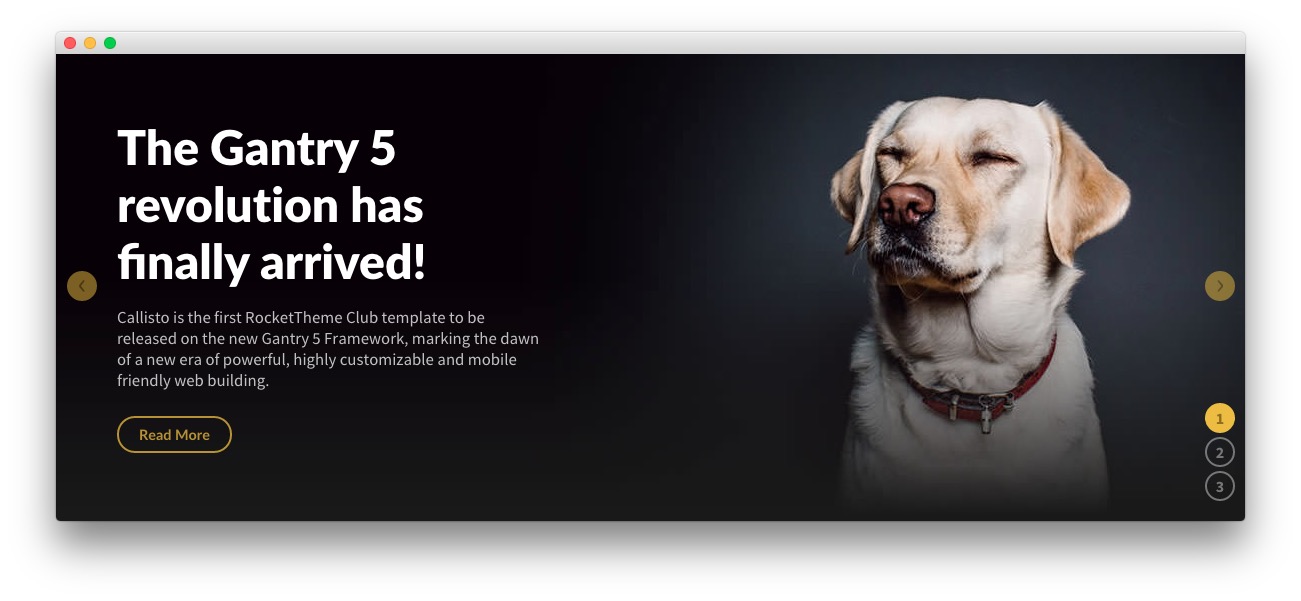 The Gantry 5
revolution has
finally arrived!
Callisto is the first RocketTheme Club template to be
released on the new Gantry 5 Framework, marking the dawn
of a new era of powerful, highly customizable and mobile
friendly web building.
Read More
1
2
3